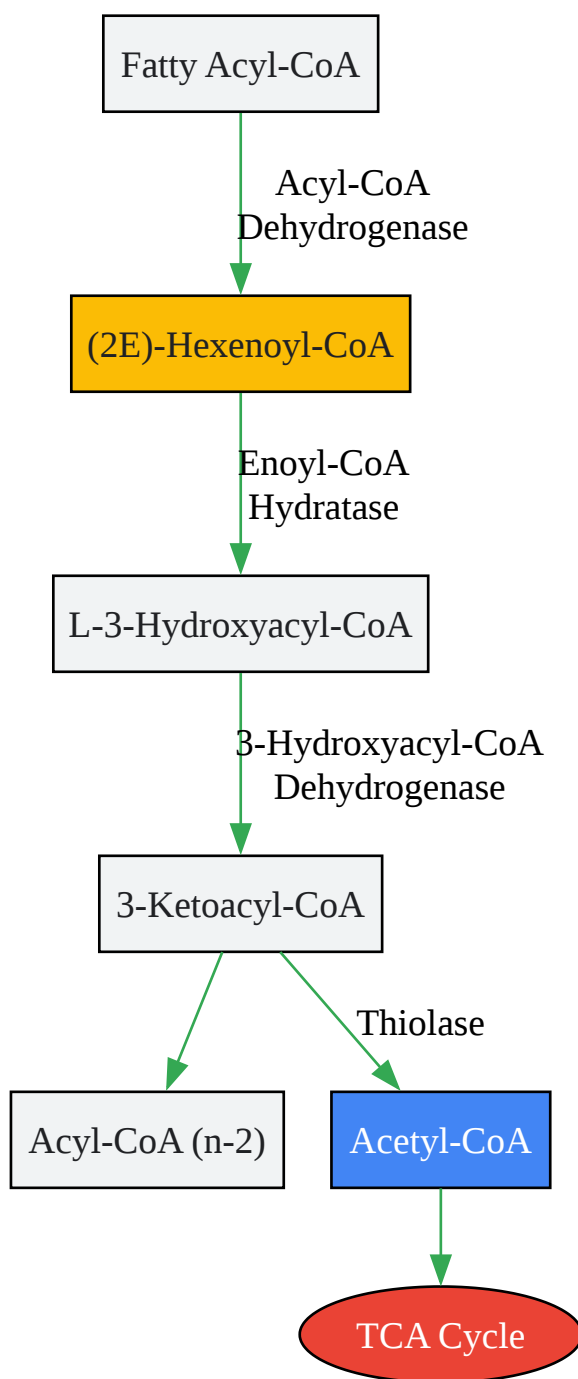 Fatty Acyl-CoA
Acyl-CoA
Dehydrogenase
(2E)-Hexenoyl-CoA
Enoyl-CoA
Hydratase
L-3-Hydroxyacyl-CoA
3-Hydroxyacyl-CoA
Dehydrogenase
3-Ketoacyl-CoA
Thiolase
Acyl-CoA (n-2)
Acetyl-CoA
TCA Cycle